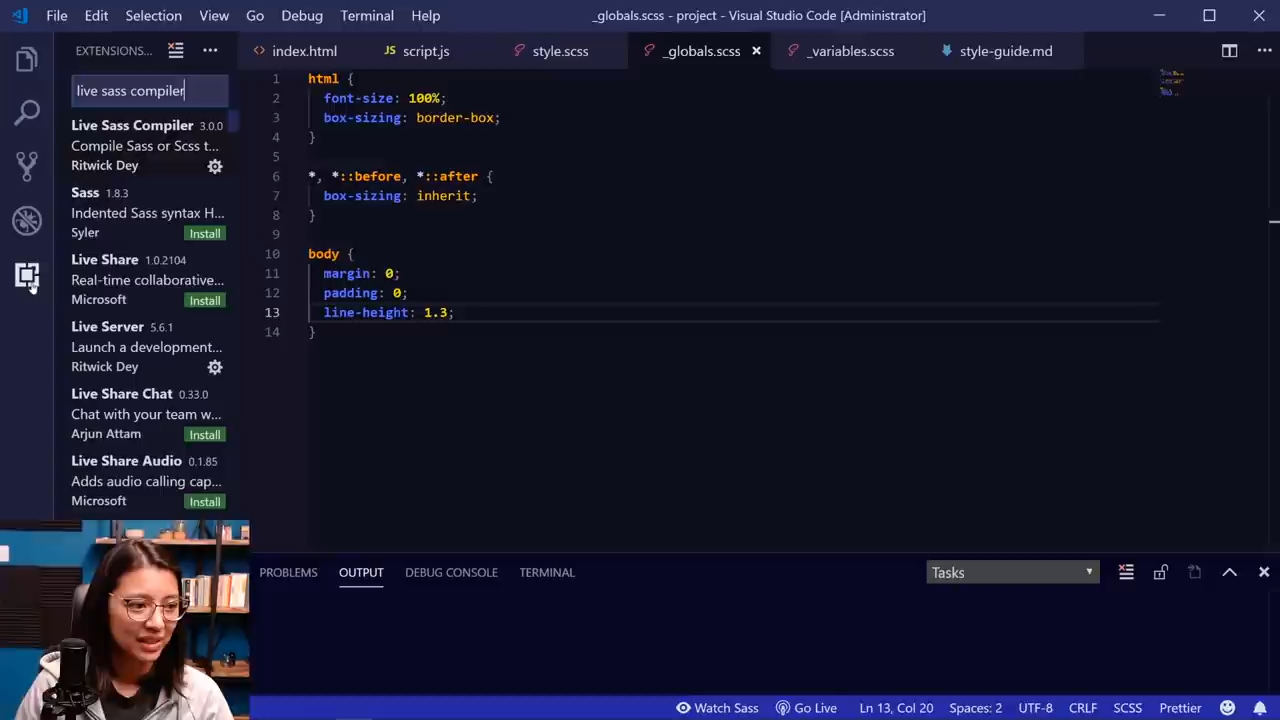 File Edit Selection View Go Debug Terminal Help
_globals.scss - project - Visual Studio Code [Administrator]
EXTENSIONS...
index.html
JS script.js
style.scss
_globals.scss
_variables.scss
style-guide.md
live sass compiler
Live Sass Compiler 3.0.0
Compile Sass or Scss t...
Ritwick Dey
Sass 1.8.3
Indented Sass syntax H...
Syler Install
Live Share 1.0.2104
Real-time collaborative...
Microsoft Install
Live Server 5.6.1
Launch a development...
Ritwick Dey
Live Share Chat 0.33.0
Chat with your team w...
Arjun Attam Install
Live Share Audio 0.1.85
Adds audio calling cap...
Microsoft Install
1 html {
2 font-size: 100%;
3 box-sizing: border-box;
4 }
5
6 *, *::before, *::after {
7 box-sizing: inherit;
8 }
9
10 body {
11 margin: 0;
12 padding: 0;
13 line-height: 1.3;
14 }
PROBLEMS OUTPUT DEBUG CONSOLE TERMINAL
Tasks
Watch Sass Go Live Ln 13, Col 20 Spaces: 2 UTF-8 CRLF SCSS Prettier